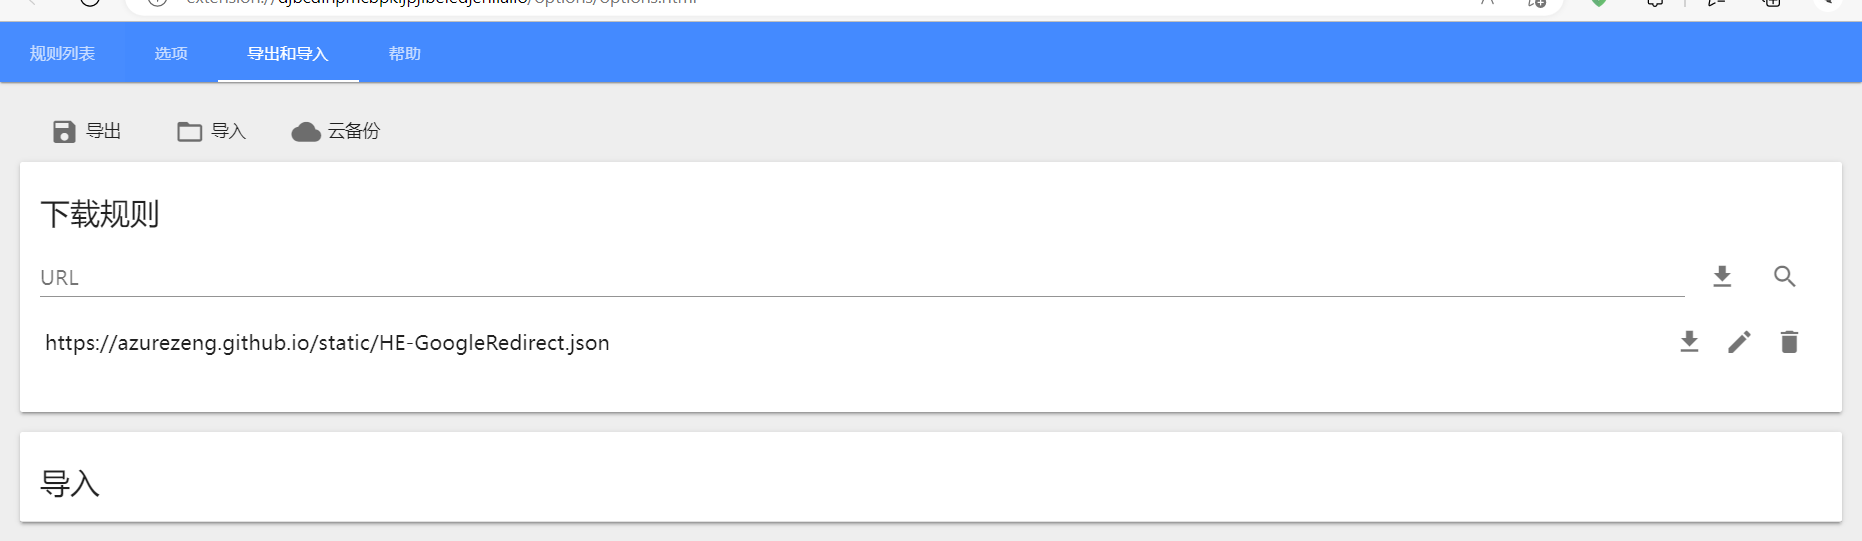 规则列表 选项 导出和导入 帮助
导出 导入 云备份
下载规则
URL
https://azurezeng.github.io/static/HE-GoogleRedirect.json
导入